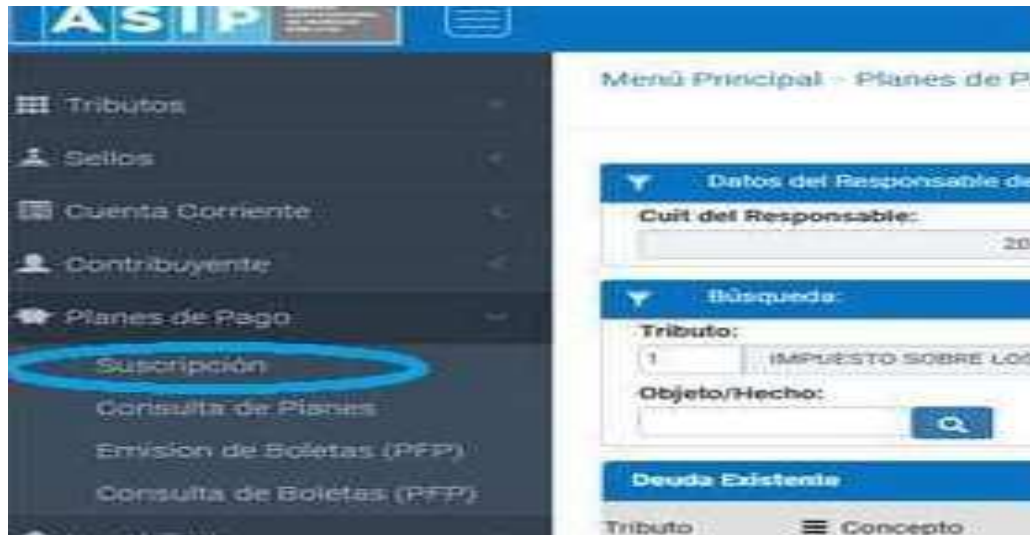 ASIP
Tributos
Sellos
Cuenta Corriente
Contribuyente
Planes de Pago
Suscripción
Consulta de Planes
Emision de Boletas (PFP)
Consulta de Boletas (PFP)
Menú Principal - Planes de P
Datos del Responsable de
Cuit del Responsable:
20
Búsqueda:
Tributo:
1 IMPUESTO SOBRE LOS
Objeto/Hecho:
Deuda Existente
Tributo Concepto